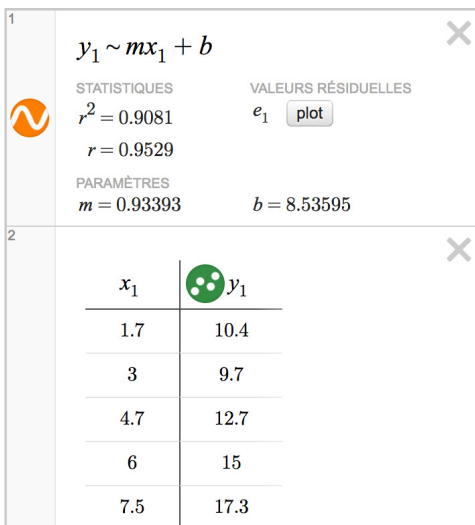 1
y₁ ~ mx₁ + b
STATISTIQUES VALEURS RÉSIDUELLES
r² = 0.9081 e₁ plot
r = 0.9529
PARAMÈTRES
m = 0.93393 b = 8.53595
2
x₁ y₁
1.7 10.4
3 9.7
4.7 12.7
6 15
7.5 17.3